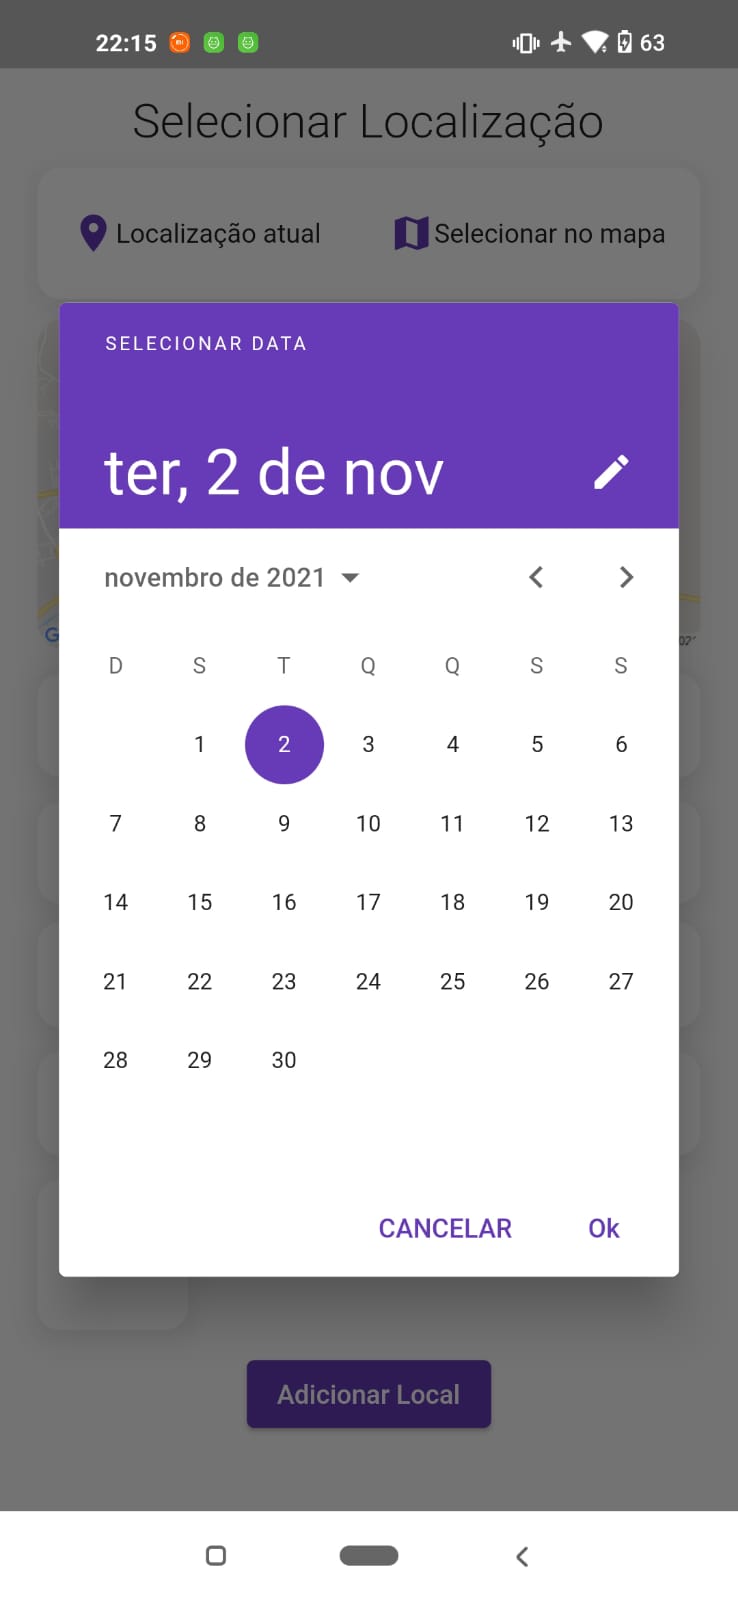 22:15 63
Selecionar Localização
Localização atual Selecionar no mapa
SELECIONAR DATA
ter, 2 de nov
novembro de 2021
D S T Q Q S S
1 2 3 4 5 6
7 8 9 10 11 12 13
14 15 16 17 18 19 20
21 22 23 24 25 26 27
28 29 30
CANCELAR Ok
Adicionar Local